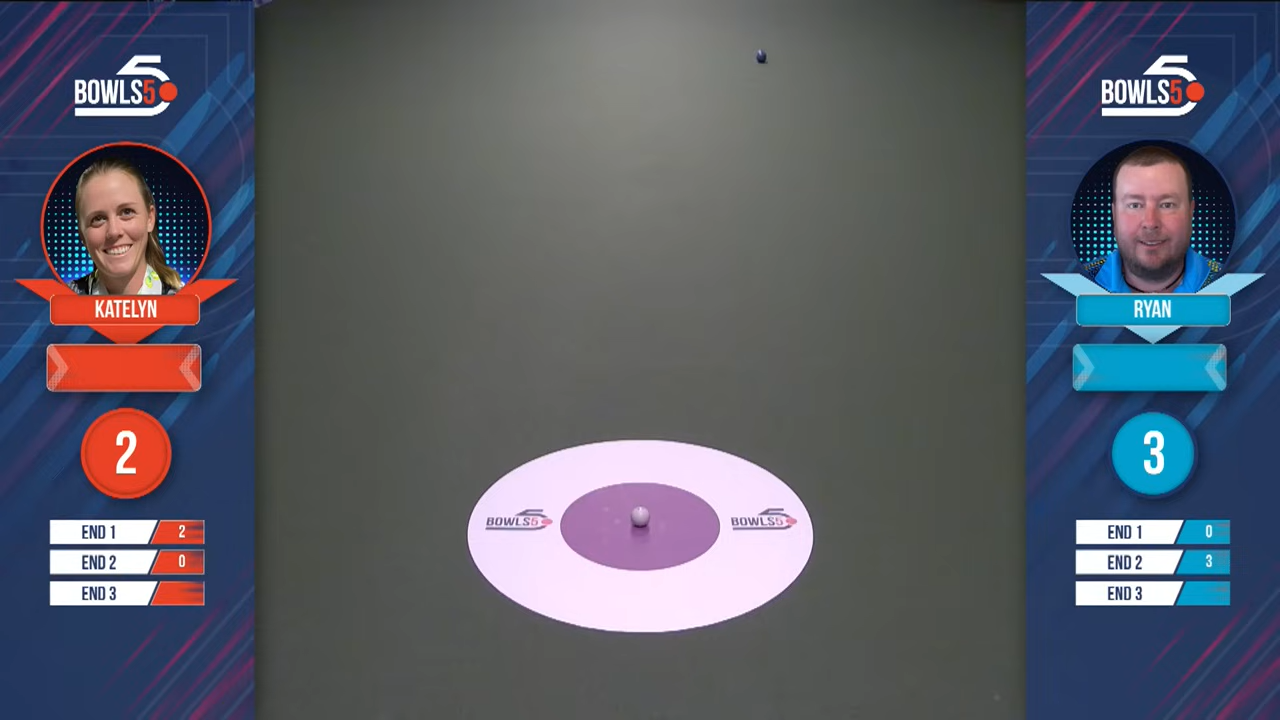 BOWLS5
KATELYN
2
END 1 2
END 2 0
END 3
BOWLS5
BOWLS5
BOWLS5
RYAN
3
END 1 0
END 2 3
END 3